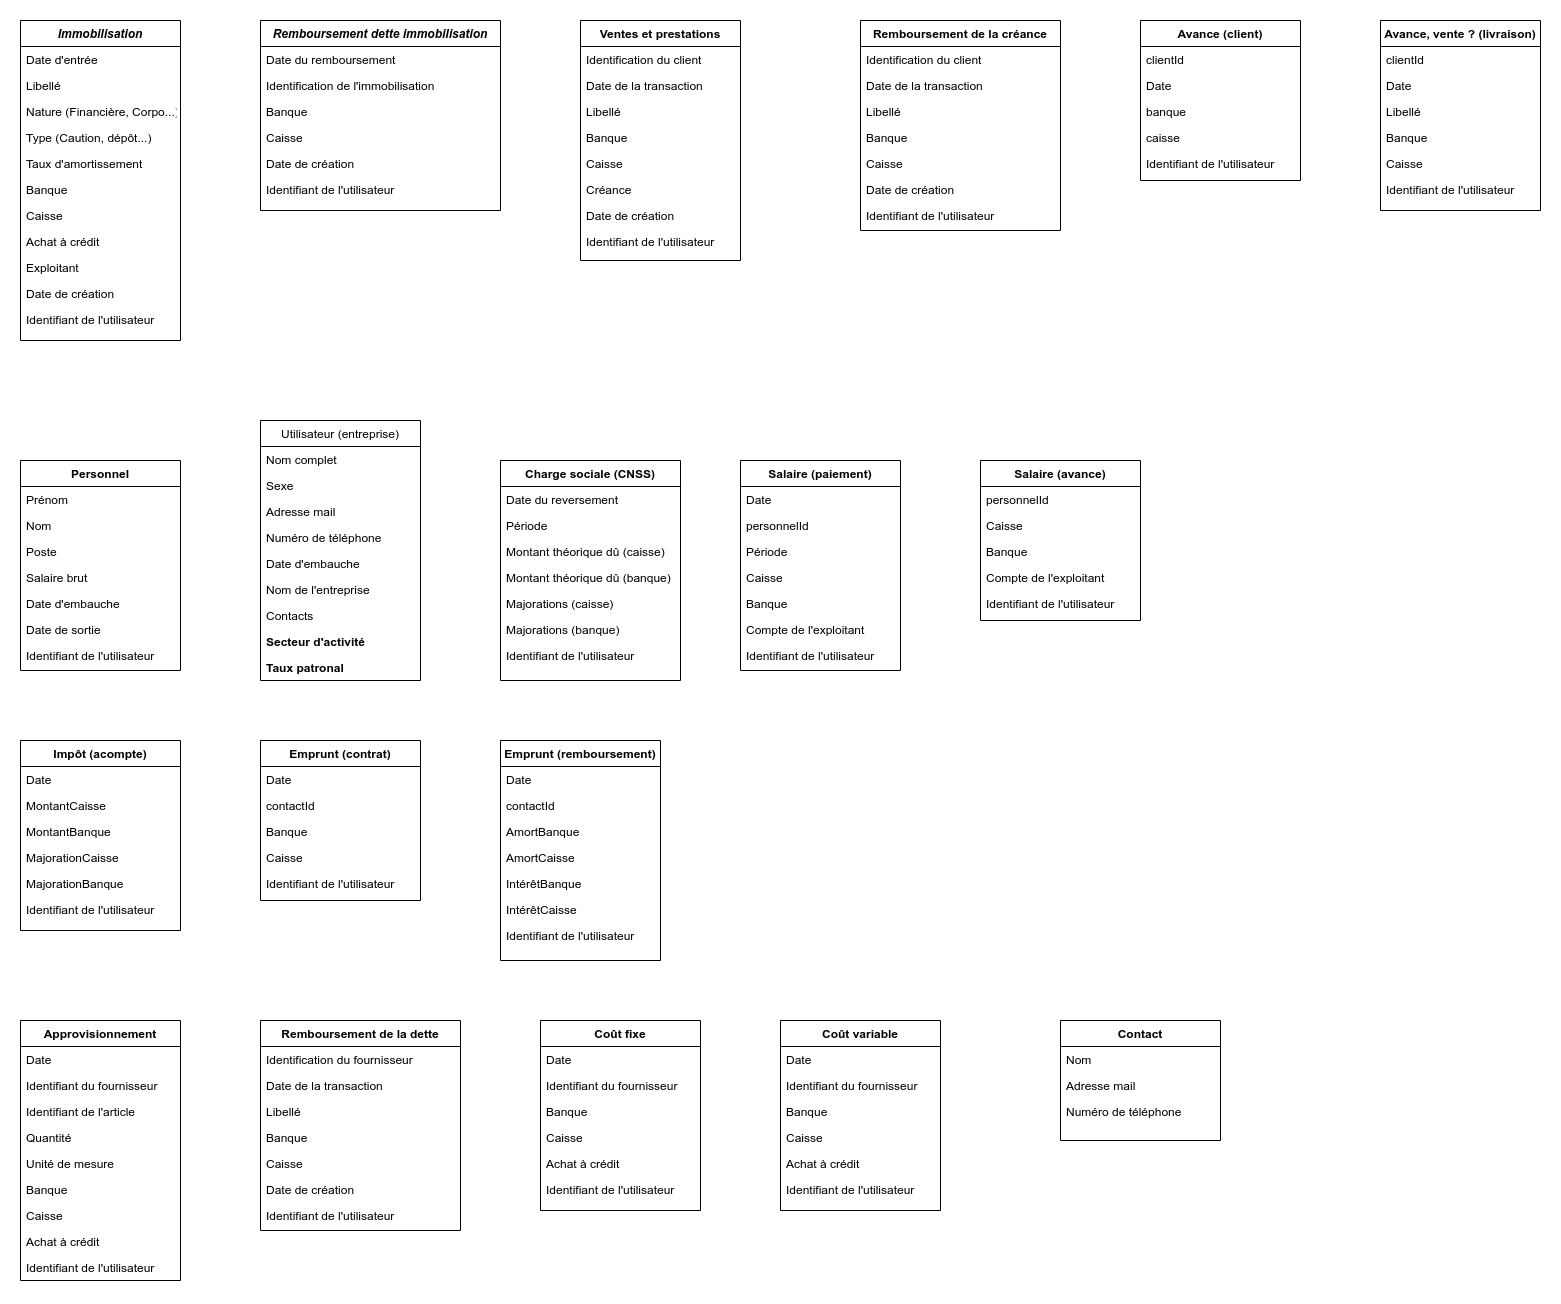 Immobilisation
Date d'entrée
Libellé
Nature (Financière, Corpo...)
Type (Caution, dépôt...)
Taux d'amortissement
Banque
Caisse
Achat à crédit
Exploitant
Date de création
Identifiant de l'utilisateur
Remboursement dette immobilisation
Date du remboursement
Identification de l'immobilisation
Banque
Caisse
Date de création
Identifiant de l'utilisateur
Ventes et prestations
Identification du client
Date de la transaction
Libellé
Banque
Caisse
Créance
Date de création
Identifiant de l'utilisateur
Remboursement de la créance
Identification du client
Date de la transaction
Libellé
Banque
Caisse
Date de création
Identifiant de l'utilisateur
Avance (client)
clientId
Date
banque
caisse
Identifiant de l'utilisateur
Avance, vente ? (livraison)
clientId
Date
Libellé
Banque
Caisse
Identifiant de l'utilisateur
Personnel
Prénom
Nom
Poste
Salaire brut
Date d'embauche
Date de sortie
Identifiant de l'utilisateur
Utilisateur (entreprise)
Nom complet
Sexe
Adresse mail
Numéro de téléphone
Date d'embauche
Nom de l'entreprise
Contacts
Secteur d'activité
Taux patronal
Charge sociale (CNSS)
Date du reversement
Période
Montant théorique dû (caisse)
Montant théorique dû (banque)
Majorations (caisse)
Majorations (banque)
Identifiant de l'utilisateur
Salaire (paiement)
Date
personnelId
Période
Caisse
Banque
Compte de l'exploitant
Identifiant de l'utilisateur
Salaire (avance)
personnelId
Caisse
Banque
Compte de l'exploitant
Identifiant de l'utilisateur
Impôt (acompte)
Date
MontantCaisse
MontantBanque
MajorationCaisse
MajorationBanque
Identifiant de l'utilisateur
Emprunt (contrat)
Date
contactId
Banque
Caisse
Identifiant de l'utilisateur
Emprunt (remboursement)
Date
contactId
AmortBanque
AmortCaisse
IntérêtBanque
IntérêtCaisse
Identifiant de l'utilisateur
Approvisionnement
Date
Identifiant du fournisseur
Identifiant de l'article
Quantité
Unité de mesure
Banque
Caisse
Achat à crédit
Identifiant de l'utilisateur
Remboursement de la dette
Identification du fournisseur
Date de la transaction
Libellé
Banque
Caisse
Date de création
Identifiant de l'utilisateur
Coût fixe
Date
Identifiant du fournisseur
Banque
Caisse
Achat à crédit
Identifiant de l'utilisateur
Coût variable
Date
Identifiant du fournisseur
Banque
Caisse
Achat à crédit
Identifiant de l'utilisateur
Contact
Nom
Adresse mail
Numéro de téléphone